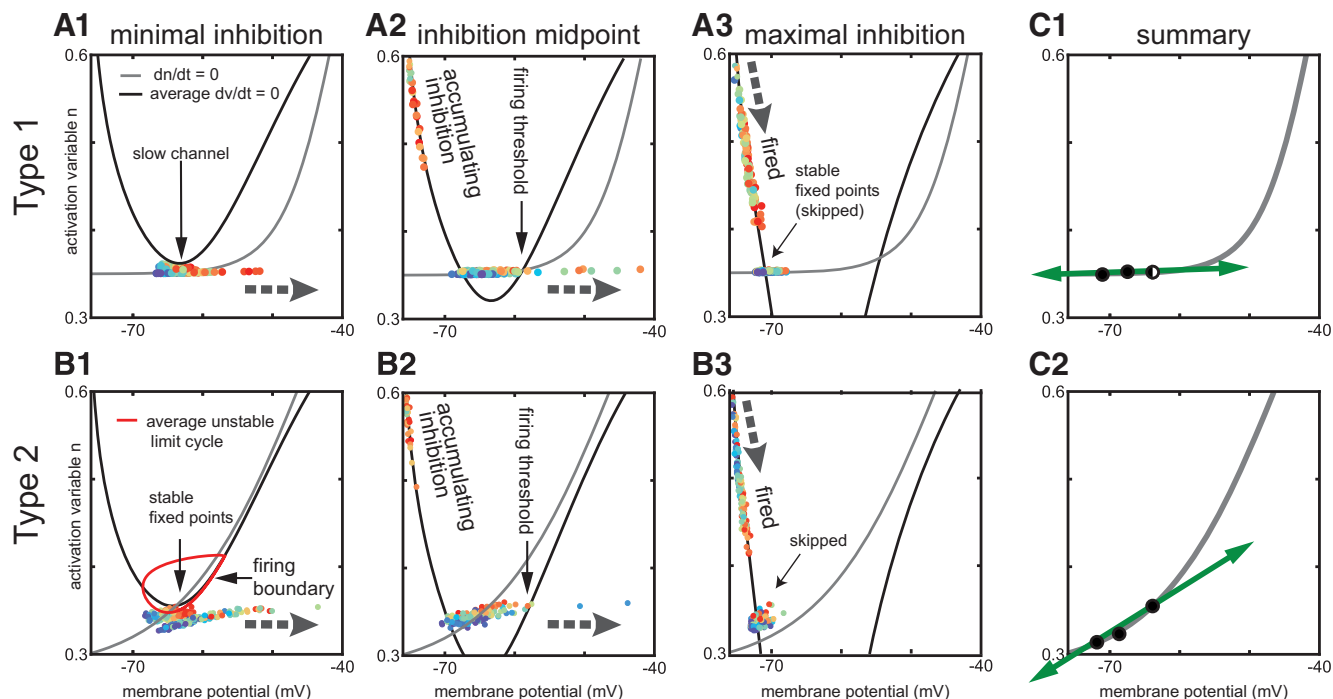 A1
minimal inhibition
A2
inhibition midpoint
A3
maximal inhibition
C1
summary
Type 1
activation variable n
0.6
0.3
dn/dt = 0
average dv/dt = 0
slow channel
-70
-40
0.6
0.3
accumulating
inhibition
firing threshold
-70
-40
0.6
0.3
fired
stable
fixed points
(skipped)
-70
-40
0.6
0.3
-70
-40
B1
B2
B3
C2
Type 2
activation variable n
0.6
0.3
average unstable
limit cycle
stable
fixed points
firing
boundary
-70
-40
membrane potential (mV)
0.6
0.3
accumulating
inhibition
firing threshold
-70
-40
membrane potential (mV)
0.6
0.3
fired
skipped
-70
-40
membrane potential (mV)
0.6
0.3
-70
-40
membrane potential (mV)